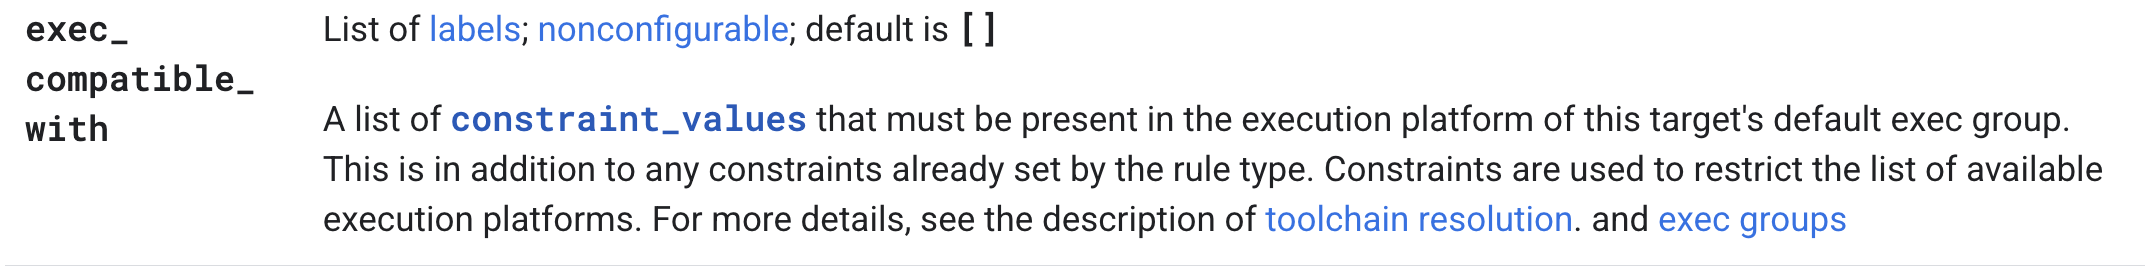 exec_
compatible_
with
List of labels; nonconfigurable; default is []
A list of constraint_values that must be present in the execution platform of this target's default exec group.
This is in addition to any constraints already set by the rule type. Constraints are used to restrict the list of available
execution platforms. For more details, see the description of toolchain resolution. and exec groups